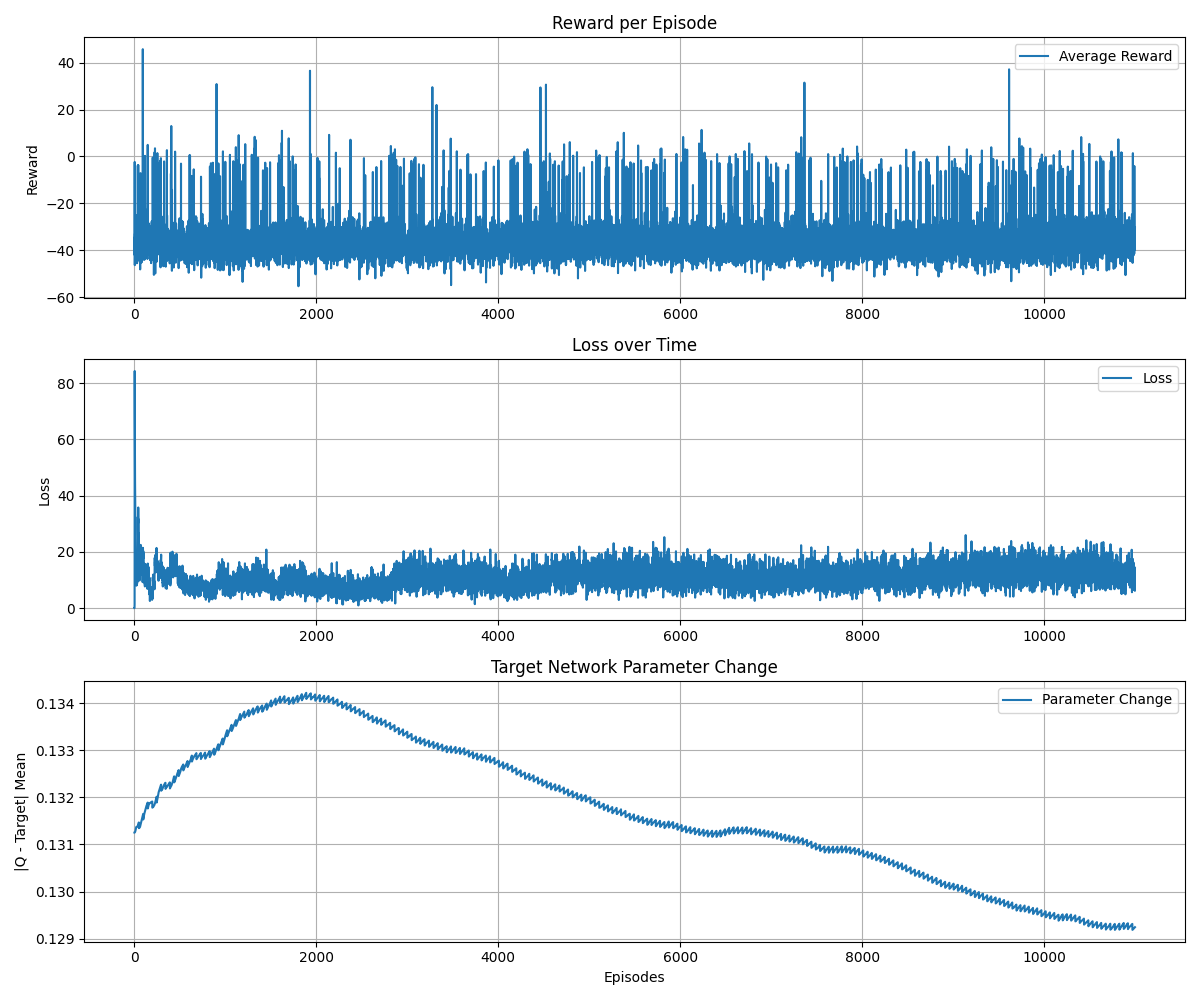 Reward per Episode
Average Reward
Reward
40
20
0
−20
−40
−60
0 2000 4000 6000 8000 10000
Loss over Time
Loss
Loss
80
60
40
20
0
0 2000 4000 6000 8000 10000
Target Network Parameter Change
Parameter Change
|Q - Target| Mean
0.134
0.133
0.132
0.131
0.130
0.129
0 2000 4000 6000 8000 10000
Episodes